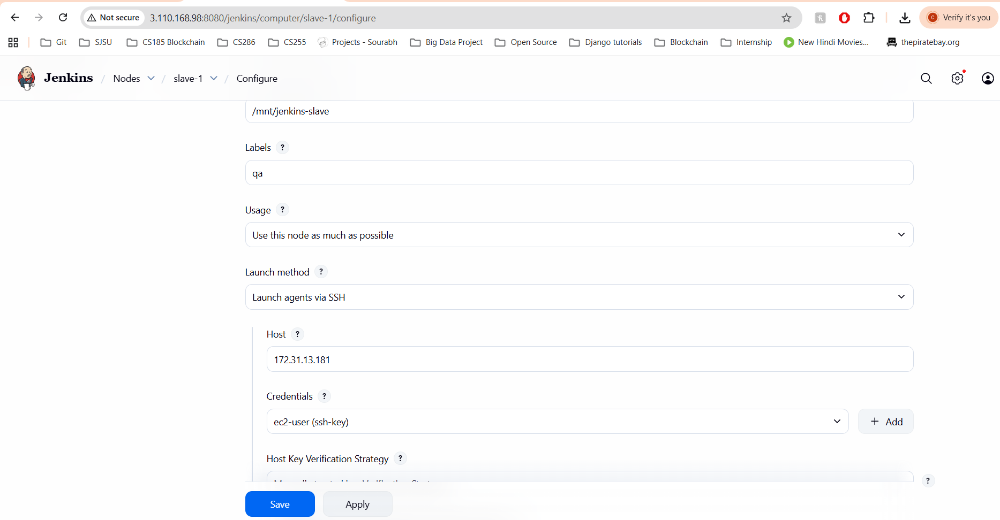 Not secure 3.110.168.98:8080/jenkins/computer/slave-1/configure Verify it's you
Git SJSU CS185 Blockchain CS286 CS255 Projects - Sourabh Big Data Project Open Source Django tutorials Blockchain Internship New Hindi Movies... thepiratebay.org
Jenkins / Nodes / slave-1 / Configure
/mnt/jenkins-slave
Labels ?
qa
Usage ?
Use this node as much as possible
Launch method ?
Launch agents via SSH
Host ?
172.31.13.181
Credentials ?
ec2-user (ssh-key)
+ Add
Host Key Verification Strategy ?
?
Save Apply